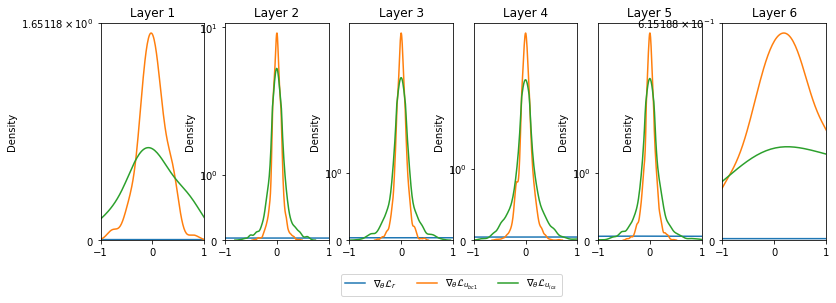 Layer 1
Layer 2
Layer 3
Layer 4
Layer 5
Layer 6
1.65118 × 10⁰
10¹
6.15188 × 10⁻¹
10⁰
10⁰
10⁰
10⁰
Density
Density
Density
Density
Density
Density
0
0
0
0
0
0
−1 0 1
−1 0 1
−1 0 1
−1 0 1
−1 0 1
−1 0 1
∇θℒr ∇θℒu_bc1 ∇θℒu_ics